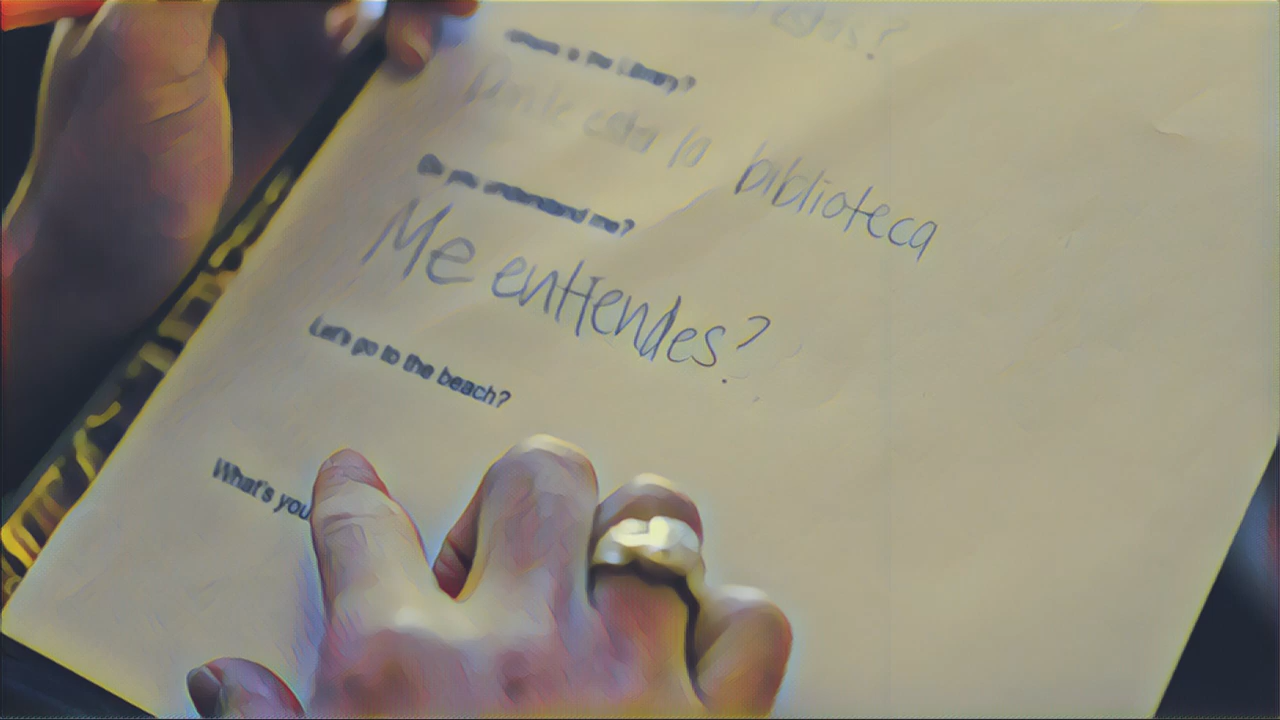 Where is the library?
Donde esta la biblioteca
Do you understand me?
Me entiendes?
Let's go to the beach?
What's